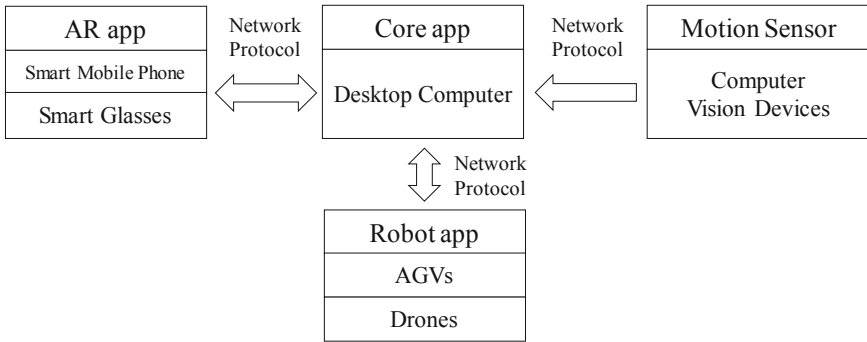 AR app
Smart Mobile Phone
Smart Glasses
Network
Protocol
Core app
Desktop Computer
Network
Protocol
Motion Sensor
Computer
Vision Devices
Network
Protocol
Robot app
AGVs
Drones